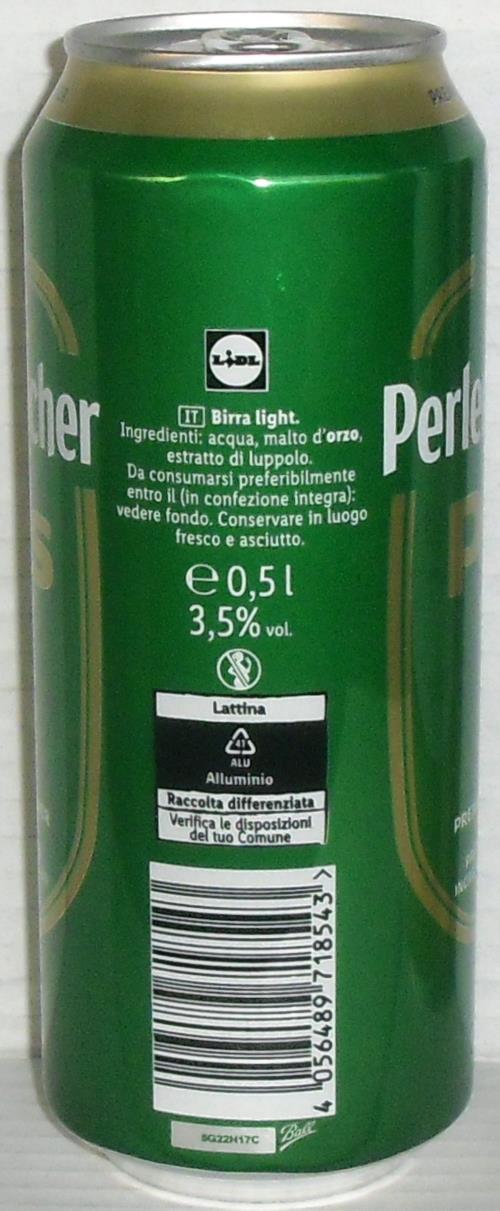 LIDL
IT Birra light.
Ingredienti: acqua, malto d'orzo,
estratto di luppolo.
Da consumarsi preferibilmente
entro il (in confezione integra):
vedere fondo. Conservare in luogo
fresco e asciutto.
℮ 0,5 l
3,5% vol.
Lattina
41
ALU
Alluminio
Raccolta differenziata
Verifica le disposizioni
del tuo Comune
4 056489 718543 >
5G22H17C
Ball
cher
S
Perle
P
PRE